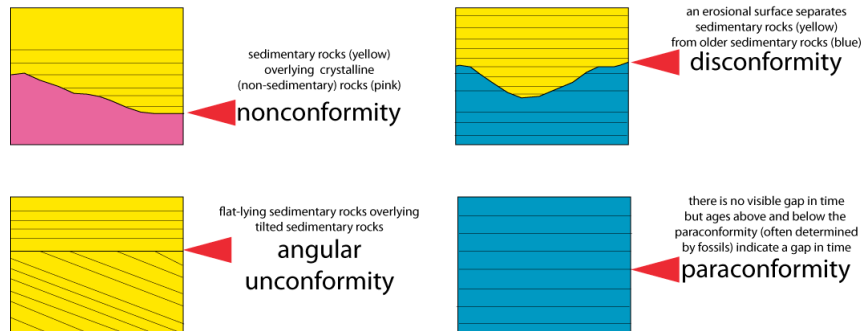 sedimentary rocks (yellow)
overlying crystalline
(non-sedimentary) rocks (pink)
nonconformity
an erosional surface separates
sedimentary rocks (yellow)
from older sedimentary rocks (blue)
disconformity
flat-lying sedimentary rocks overlying
tilted sedimentary rocks
angular
unconformity
there is no visible gap in time
but ages above and below the
paraconformity (often determined
by fossils) indicate a gap in time
paraconformity